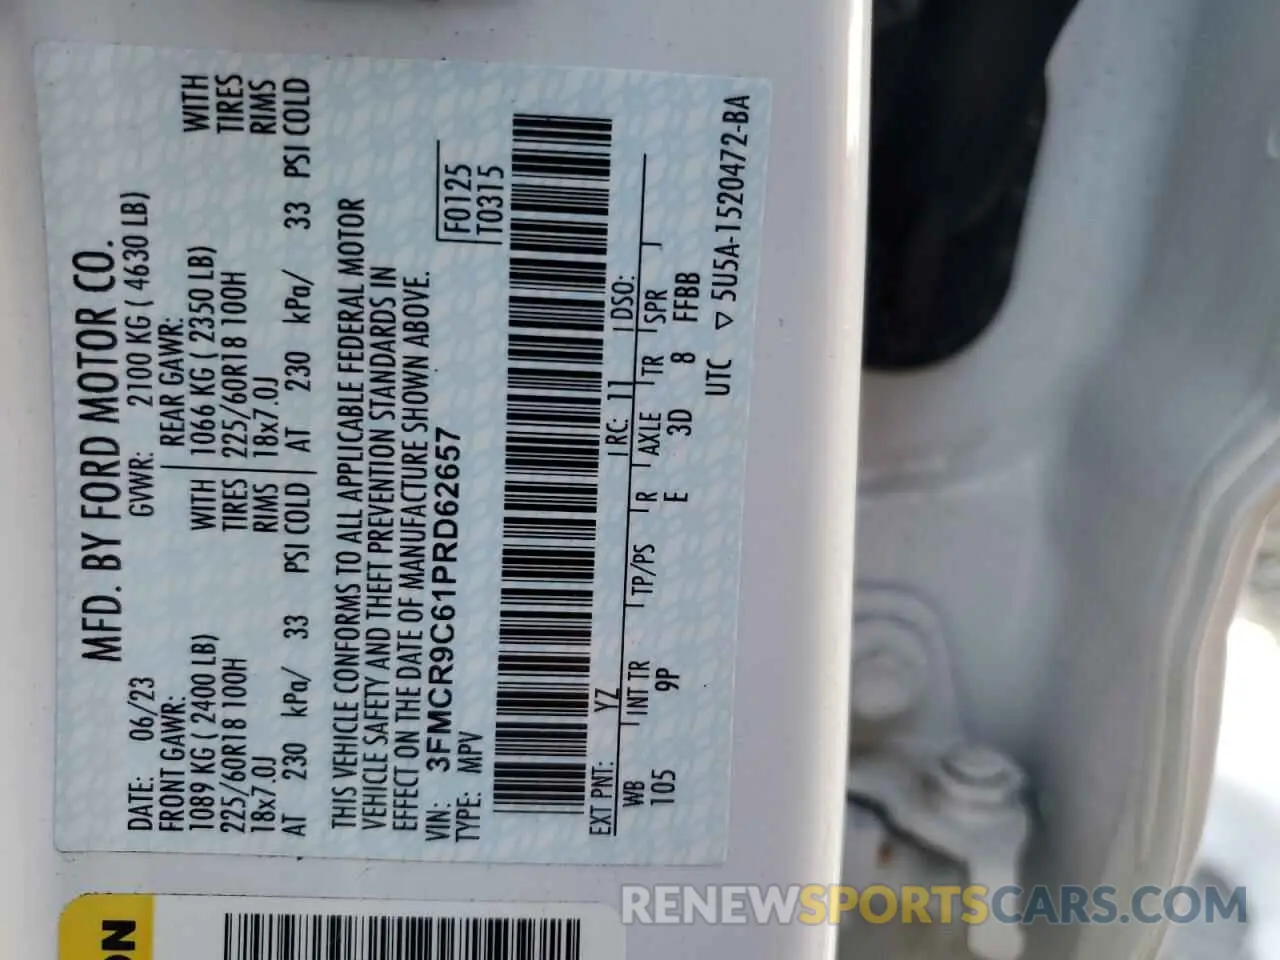 MFD. BY FORD MOTOR CO.
DATE: 06/23 GVWR: 2100 KG ( 4630 LB)
FRONT GAWR: REAR GAWR:
1089 KG ( 2400 LB) WITH 1066 KG ( 2350 LB) WITH
225/60R18 100H TIRES 225/60R18 100H TIRES
18x7.0J RIMS 18x7.0J RIMS
AT 230 kPa/ 33 PSI COLD AT 230 kPa/ 33 PSI COLD
THIS VEHICLE CONFORMS TO ALL APPLICABLE FEDERAL MOTOR
VEHICLE SAFETY AND THEFT PREVENTION STANDARDS IN
EFFECT ON THE DATE OF MANUFACTURE SHOWN ABOVE.
VIN: 3FMCR9C61PRD62657 F0125
TYPE: MPV T0315
EXT PNT: YZ RC: 11 DSO:
WB INT TR TP/PS R AXLE TR SPR
105 9P E 3D 8 FFBB
UTC ▽ 5U5A-1520472-BA
ON
RENEWSPORTSCARS.COM